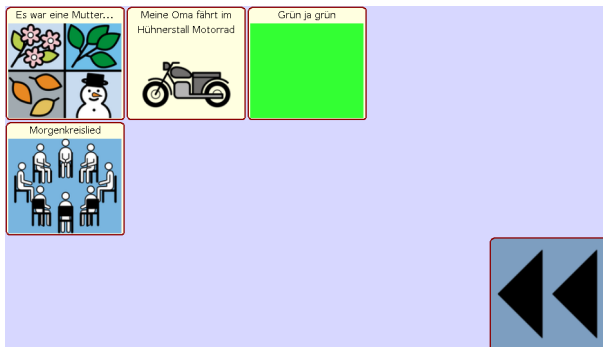 Es war eine Mutter...
Meine Oma fährt im
Hühnerstall Motorrad
Grün ja grün
Morgenkreislied